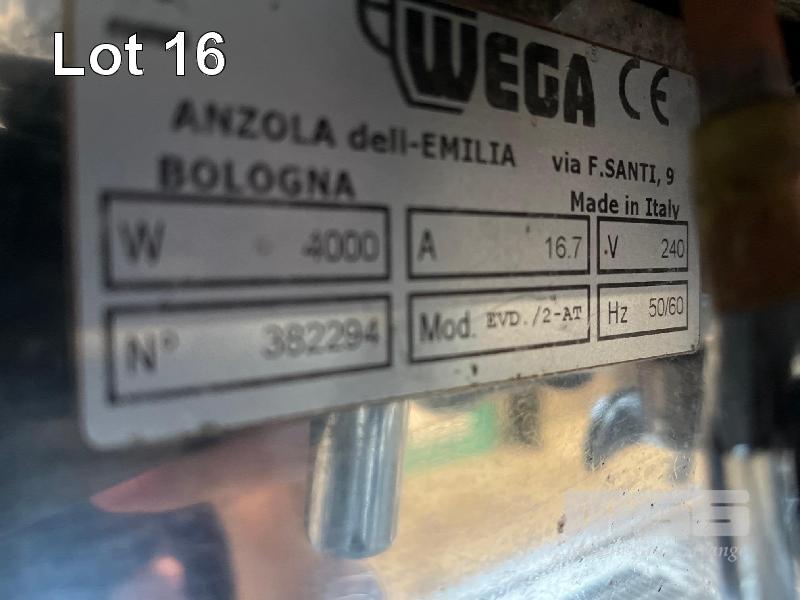 Lot 16
WEGA CE
ANZOLA dell-EMILIA via F.SANTI, 9
BOLOGNA Made in Italy
W 4000 A 16.7 V 240
N° 382294 Mod. EVD./2-AT Hz 50/60